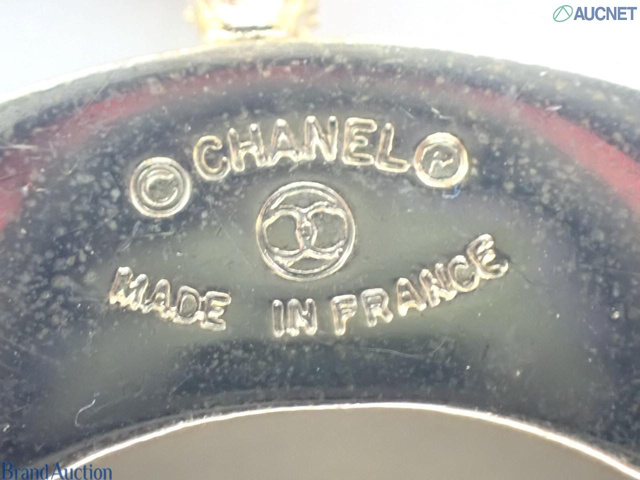 AUCNET
© CHANEL ®
MADE IN FRANCE
Brand Auction